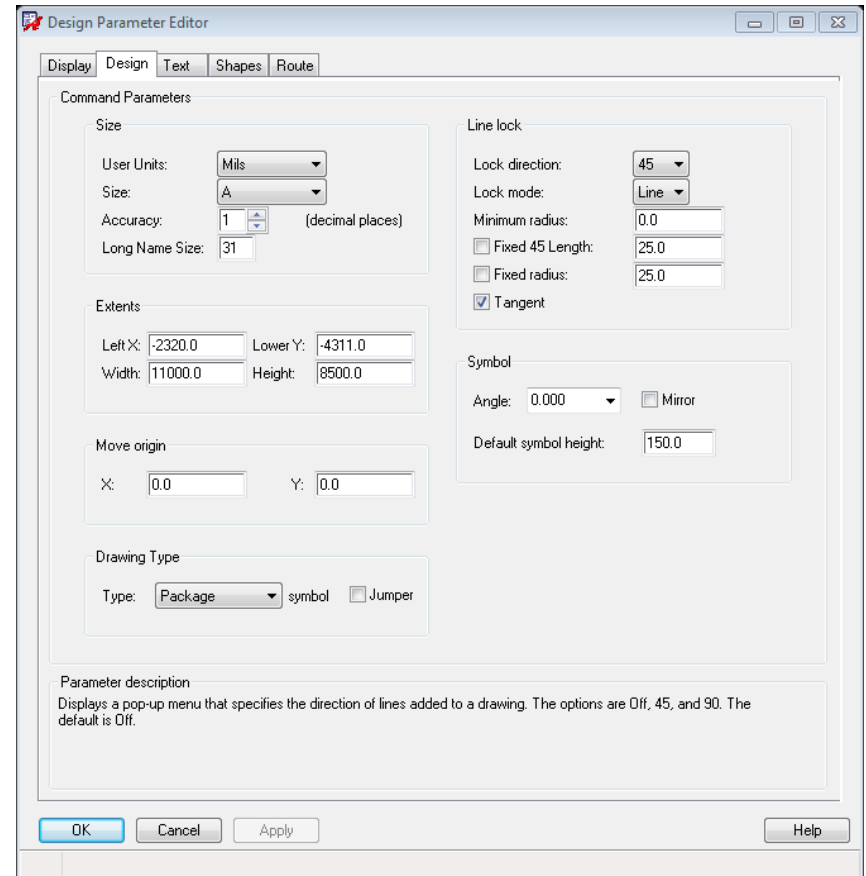 Design Parameter Editor
Display Design Text Shapes Route
Command Parameters
Size
User Units: Mils
Size: A
Accuracy: 1 (decimal places)
Long Name Size: 31
Extents
Left X: -2320.0 Lower Y: -4311.0
Width: 11000.0 Height: 8500.0
Move origin
X: 0.0 Y: 0.0
Drawing Type
Type: Package symbol Jumper
Line lock
Lock direction: 45
Lock mode: Line
Minimum radius: 0.0
Fixed 45 Length: 25.0
Fixed radius: 25.0
Tangent
Symbol
Angle: 0.000 Mirror
Default symbol height: 150.0
Parameter description
Displays a pop-up menu that specifies the direction of lines added to a drawing. The options are Off, 45, and 90. The
default is Off.
OK Cancel Apply Help